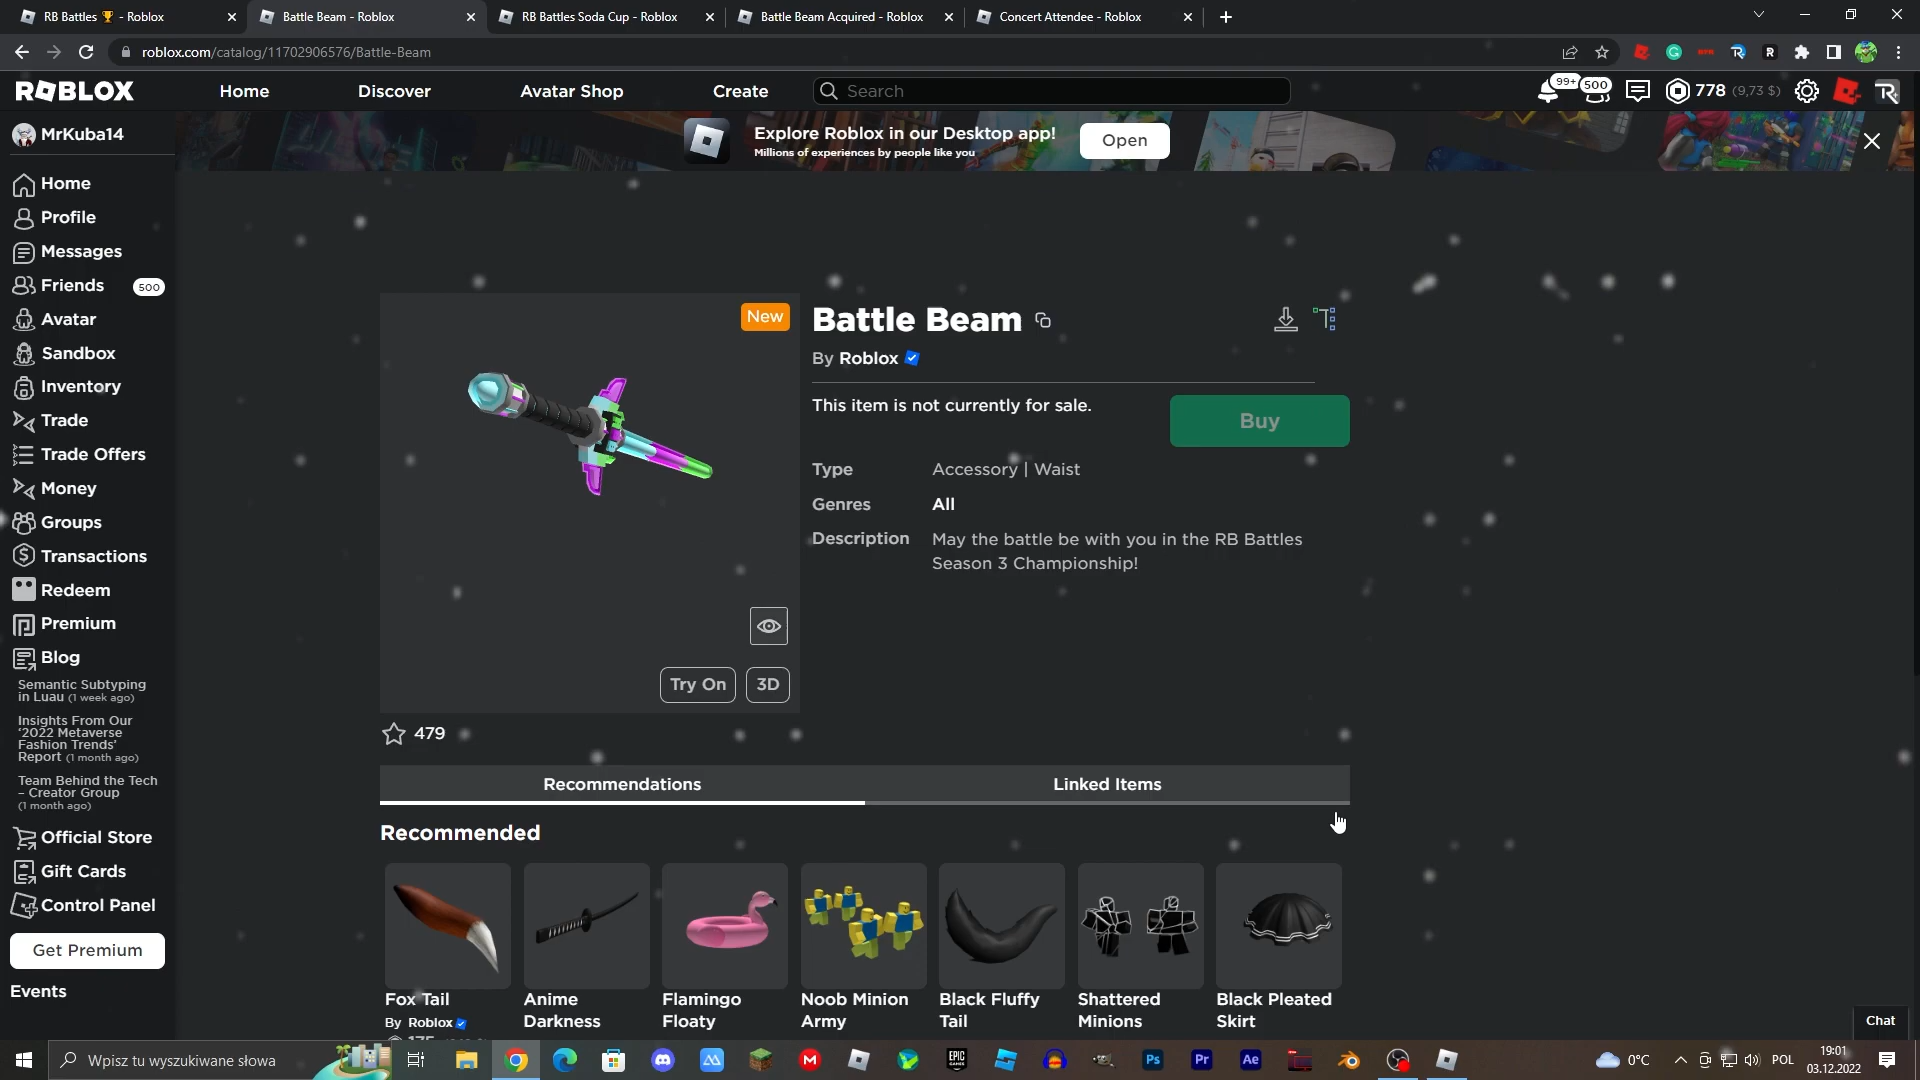 RB Battles 🏆 - Roblox
Battle Beam - Roblox
RB Battles Soda Cup - Roblox
Battle Beam Acquired - Roblox
Concert Attendee - Roblox
roblox.com/catalog/11702906576/Battle-Beam
ROBLOX
Home
Discover
Avatar Shop
Create
Search
99+
500
778 (9,73 $)
MrKuba14
Explore Roblox in our Desktop app!
Millions of experiences by people like you
Open
Home
Profile
Messages
Friends 500
Avatar
Sandbox
Inventory
Trade
Trade Offers
Money
Groups
Transactions
Redeem
Premium
Blog
Semantic Subtyping
in Luau (1 week ago)
Insights From Our
‘2022 Metaverse
Fashion Trends’
Report (1 month ago)
Team Behind the Tech
– Creator Group
(1 month ago)
Official Store
Gift Cards
Control Panel
Get Premium
Events
New
Try On
3D
479
Battle Beam
By Roblox
This item is not currently for sale.
Buy
Type Accessory | Waist
Genres All
Description May the battle be with you in the RB Battles
Season 3 Championship!
Recommendations
Linked Items
Recommended
Fox Tail
By Roblox
Anime
Darkness
Flamingo
Floaty
Noob Minion
Army
Black Fluffy
Tail
Shattered
Minions
Black Pleated
Skirt
Chat
Wpisz tu wyszukiwane słowa
EPIC
GAMES
Ps
Pr
Ae
0°C
POL
19:01
03.12.2022